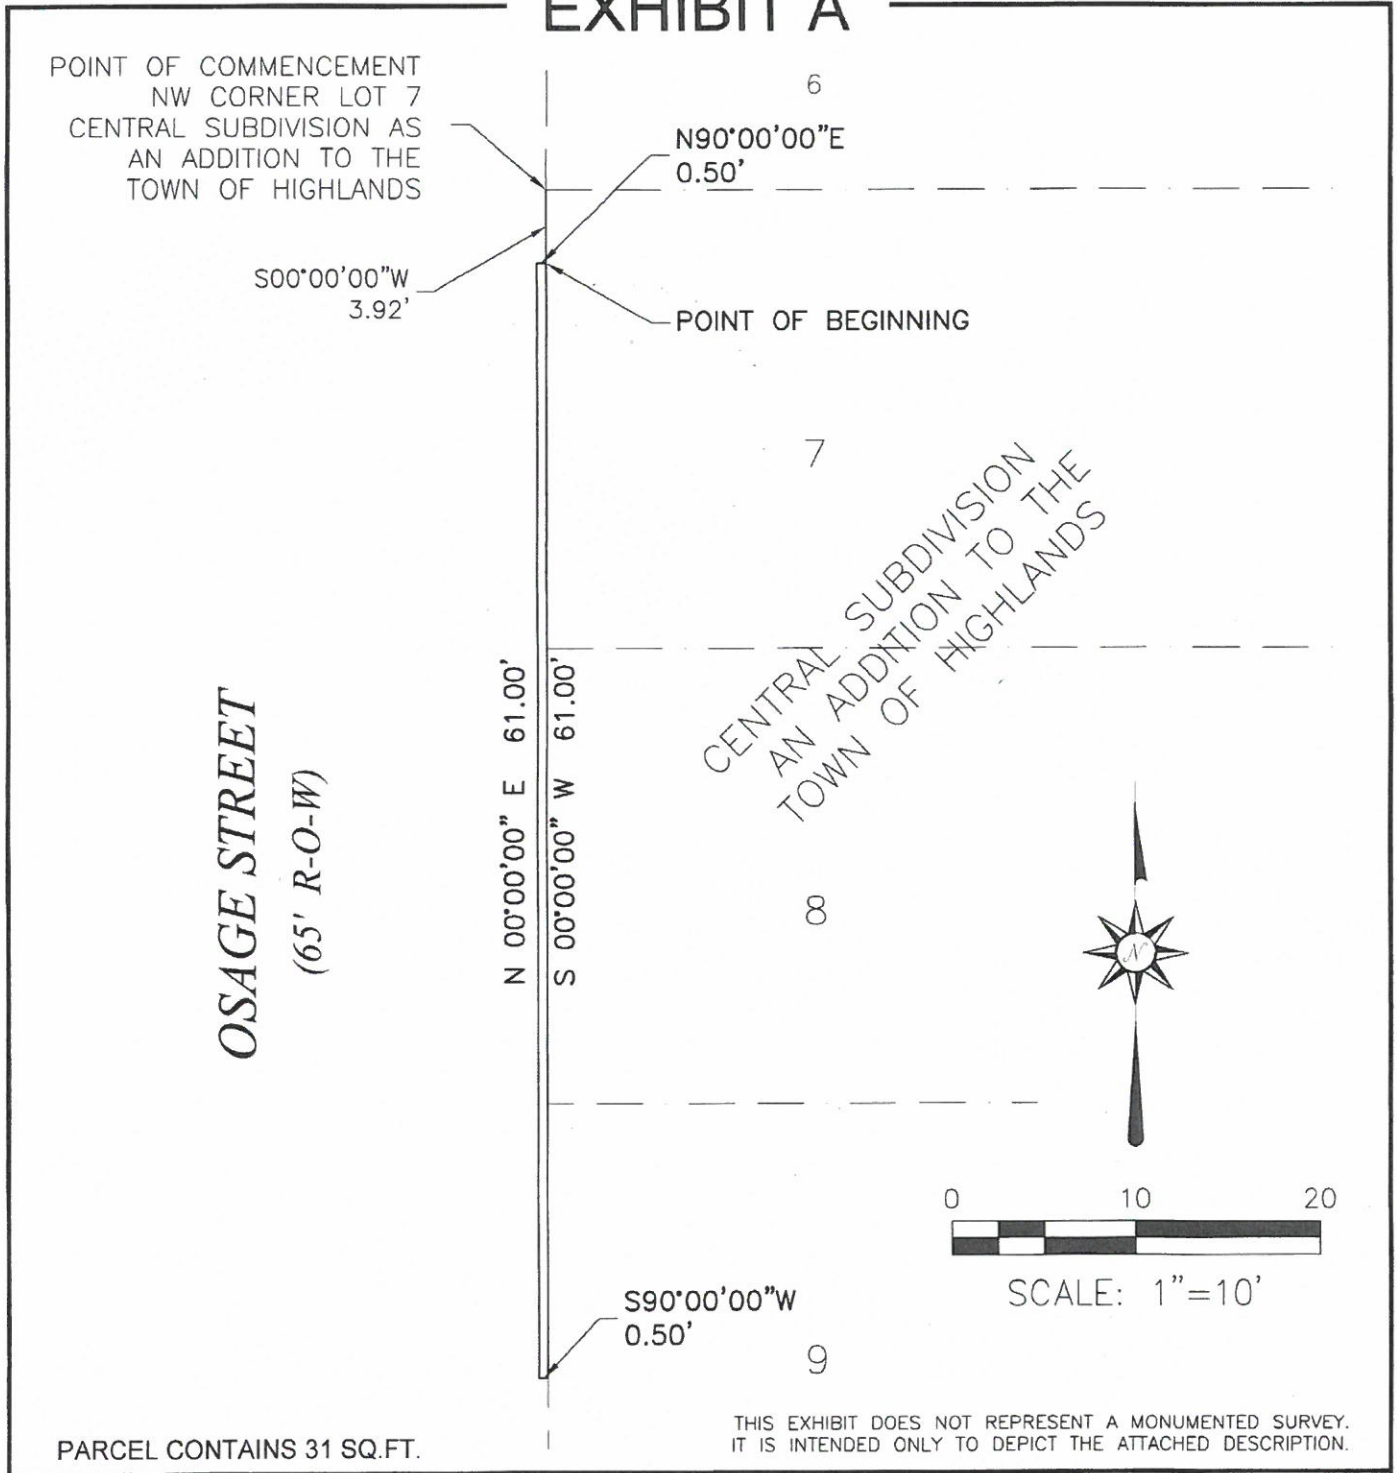 EXHIBIT A
POINT OF COMMENCEMENT
NW CORNER LOT 7
CENTRAL SUBDIVISION AS
AN ADDITION TO THE
TOWN OF HIGHLANDS
6
N90°00'00"E
0.50'
S00°00'00"W
3.92'
POINT OF BEGINNING
7
CENTRAL SUBDIVISION
AN ADDITION TO THE
TOWN OF HIGHLANDS
OSAGE STREET
(65' R-O-W)
N 00°00'00" E 61.00'
S 00°00'00" W 61.00'
8
N
0 10 20
SCALE: 1"=10'
S90°00'00"W
0.50'
9
PARCEL CONTAINS 31 SQ.FT.
THIS EXHIBIT DOES NOT REPRESENT A MONUMENTED SURVEY.
IT IS INTENDED ONLY TO DEPICT THE ATTACHED DESCRIPTION.